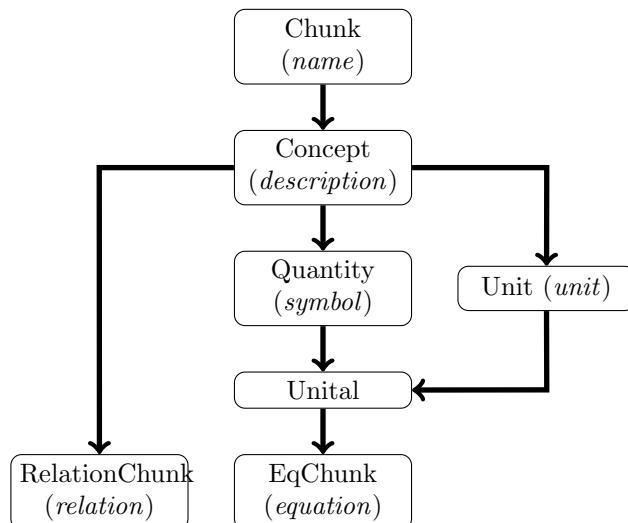 Chunk
(name)
Concept
(description)
Quantity
(symbol)
Unit (unit)
Unital
RelationChunk
(relation)
EqChunk
(equation)